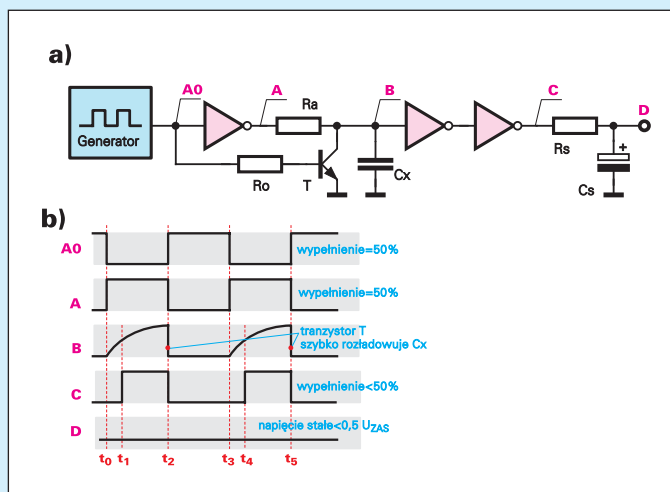 a)
A0 A B C D
Generator
Ra
Ro
T
Cx
Rs
+
Cs
b)
A0
wypełnienie=50%
A
wypełnienie=50%
B
tranzystor T
szybko rozładowuje Cx
C
wypełnienie<50%
D
napięcie stałe<0,5 UZAS
t0 t1 t2 t3 t4 t5